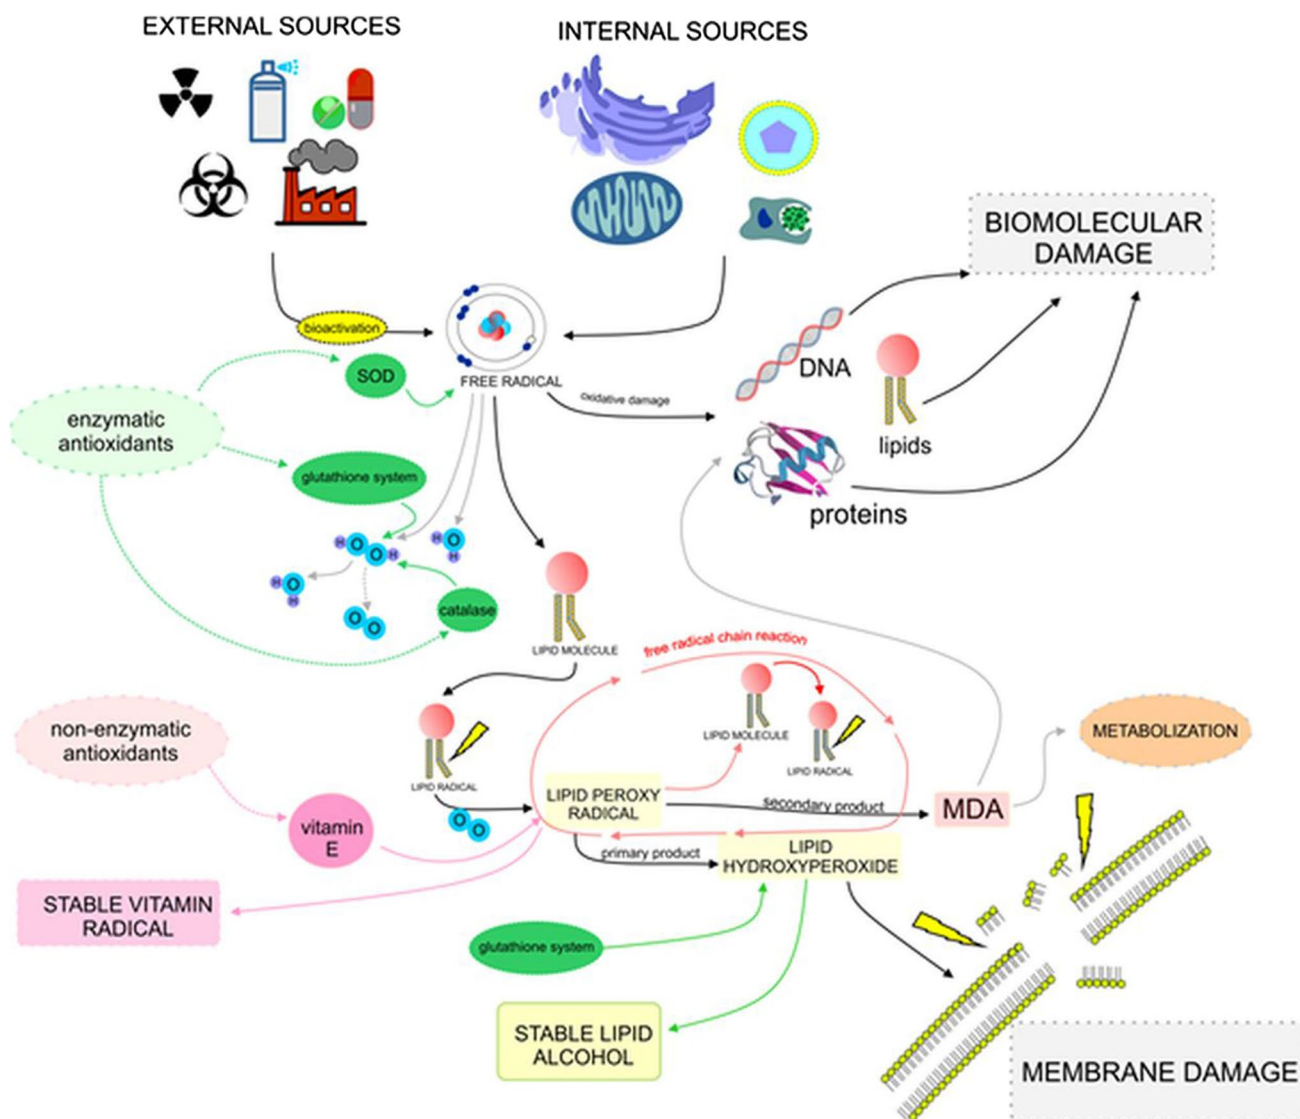 EXTERNAL SOURCES
INTERNAL SOURCES
BIOMOLECULAR
DAMAGE
bioactivation
FREE RADICAL
SOD
oxidative damage
DNA
lipids
proteins
enzymatic
antioxidants
glutathione system
H O O H
H O
H
H O
H
O O
catalase
LIPID MOLECULE
free radical chain reaction
LIPID MOLECULE
LIPID RADICAL
non-enzymatic
antioxidants
LIPID RADICAL
METABOLIZATION
vitamin
E
O O
LIPID PEROXY
RADICAL
secondary product
MDA
primary product
LIPID
HYDROXYPEROXIDE
STABLE VITAMIN
RADICAL
glutathione system
STABLE LIPID
ALCOHOL
MEMBRANE DAMAGE